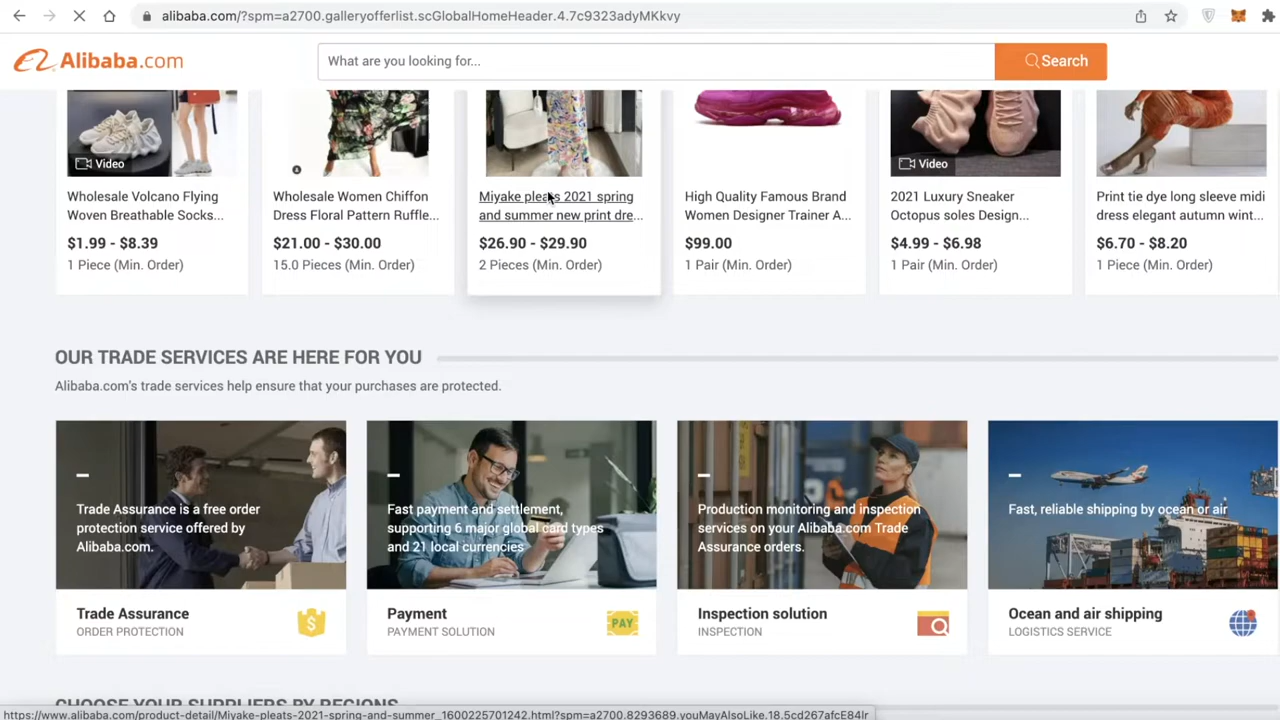 alibaba.com/?spm=a2700.galleryofferlist.scGlobalHomeHeader.4.7c9323adyMKkvy
Alibaba.com
What are you looking for...
Search
Video
Video
Wholesale Volcano Flying
Woven Breathable Socks...
$1.99 - $8.39
1 Piece (Min. Order)
Wholesale Women Chiffon
Dress Floral Pattern Ruffle...
$21.00 - $30.00
15.0 Pieces (Min. Order)
Miyake pleats 2021 spring
and summer new print dre...
$26.90 - $29.90
2 Pieces (Min. Order)
High Quality Famous Brand
Women Designer Trainer A...
$99.00
1 Pair (Min. Order)
2021 Luxury Sneaker
Octopus soles Design...
$4.99 - $6.98
1 Pair (Min. Order)
Print tie dye long sleeve midi
dress elegant autumn wint...
$6.70 - $8.20
1 Piece (Min. Order)
OUR TRADE SERVICES ARE HERE FOR YOU
Alibaba.com's trade services help ensure that your purchases are protected.
Trade Assurance is a free order
protection service offered by
Alibaba.com.
Trade Assurance
ORDER PROTECTION
Fast payment and settlement,
supporting 6 major global card types
and 21 local currencies
Payment
PAY
PAYMENT SOLUTION
Production monitoring and inspection
services on your Alibaba.com Trade
Assurance orders.
Inspection solution
INSPECTION
Fast, reliable shipping by ocean or air
Ocean and air shipping
LOGISTICS SERVICE
CHOOSE YOUR SUPPLIERS BY REGIONS
https://www.alibaba.com/product-detail/Miyake-pleats-2021-spring-and-summer_1600225701242.html?spm=a2700.8293689.youMayAlsoLike.18.5cd267afcE84lr